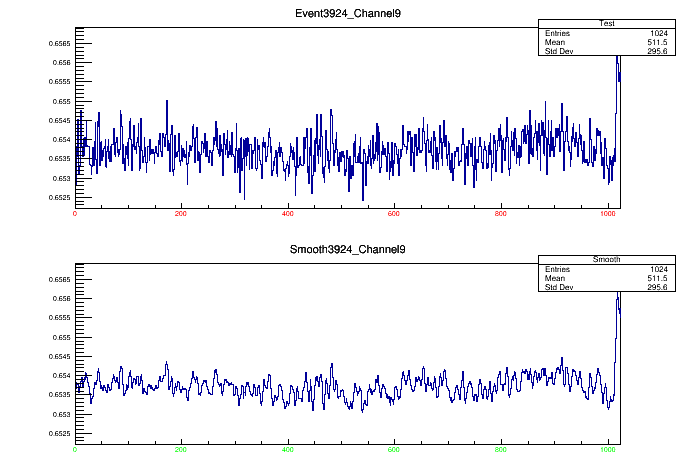 Event3924_Channel9
Test
Entries 1024
Mean 511.5
Std Dev 295.6
0.6565
0.656
0.6555
0.655
0.6545
0.654
0.6535
0.653
0.6525
0 200 400 600 800 1000
Smooth3924_Channel9
Smooth
Entries 1024
Mean 511.5
Std Dev 295.6
0.6565
0.656
0.6555
0.655
0.6545
0.654
0.6535
0.653
0.6525
0 200 400 600 800 1000